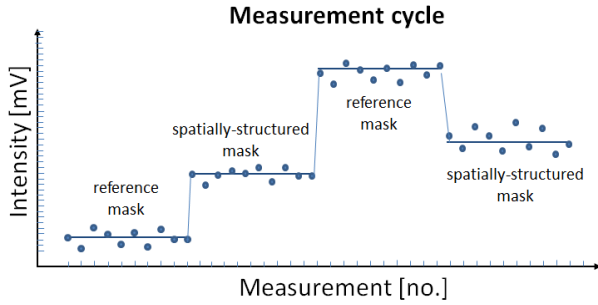 Measurement cycle
Intensity [mV]
reference
mask
spatially-structured
mask
reference
mask
spatially-structured
mask
Measurement [no.]